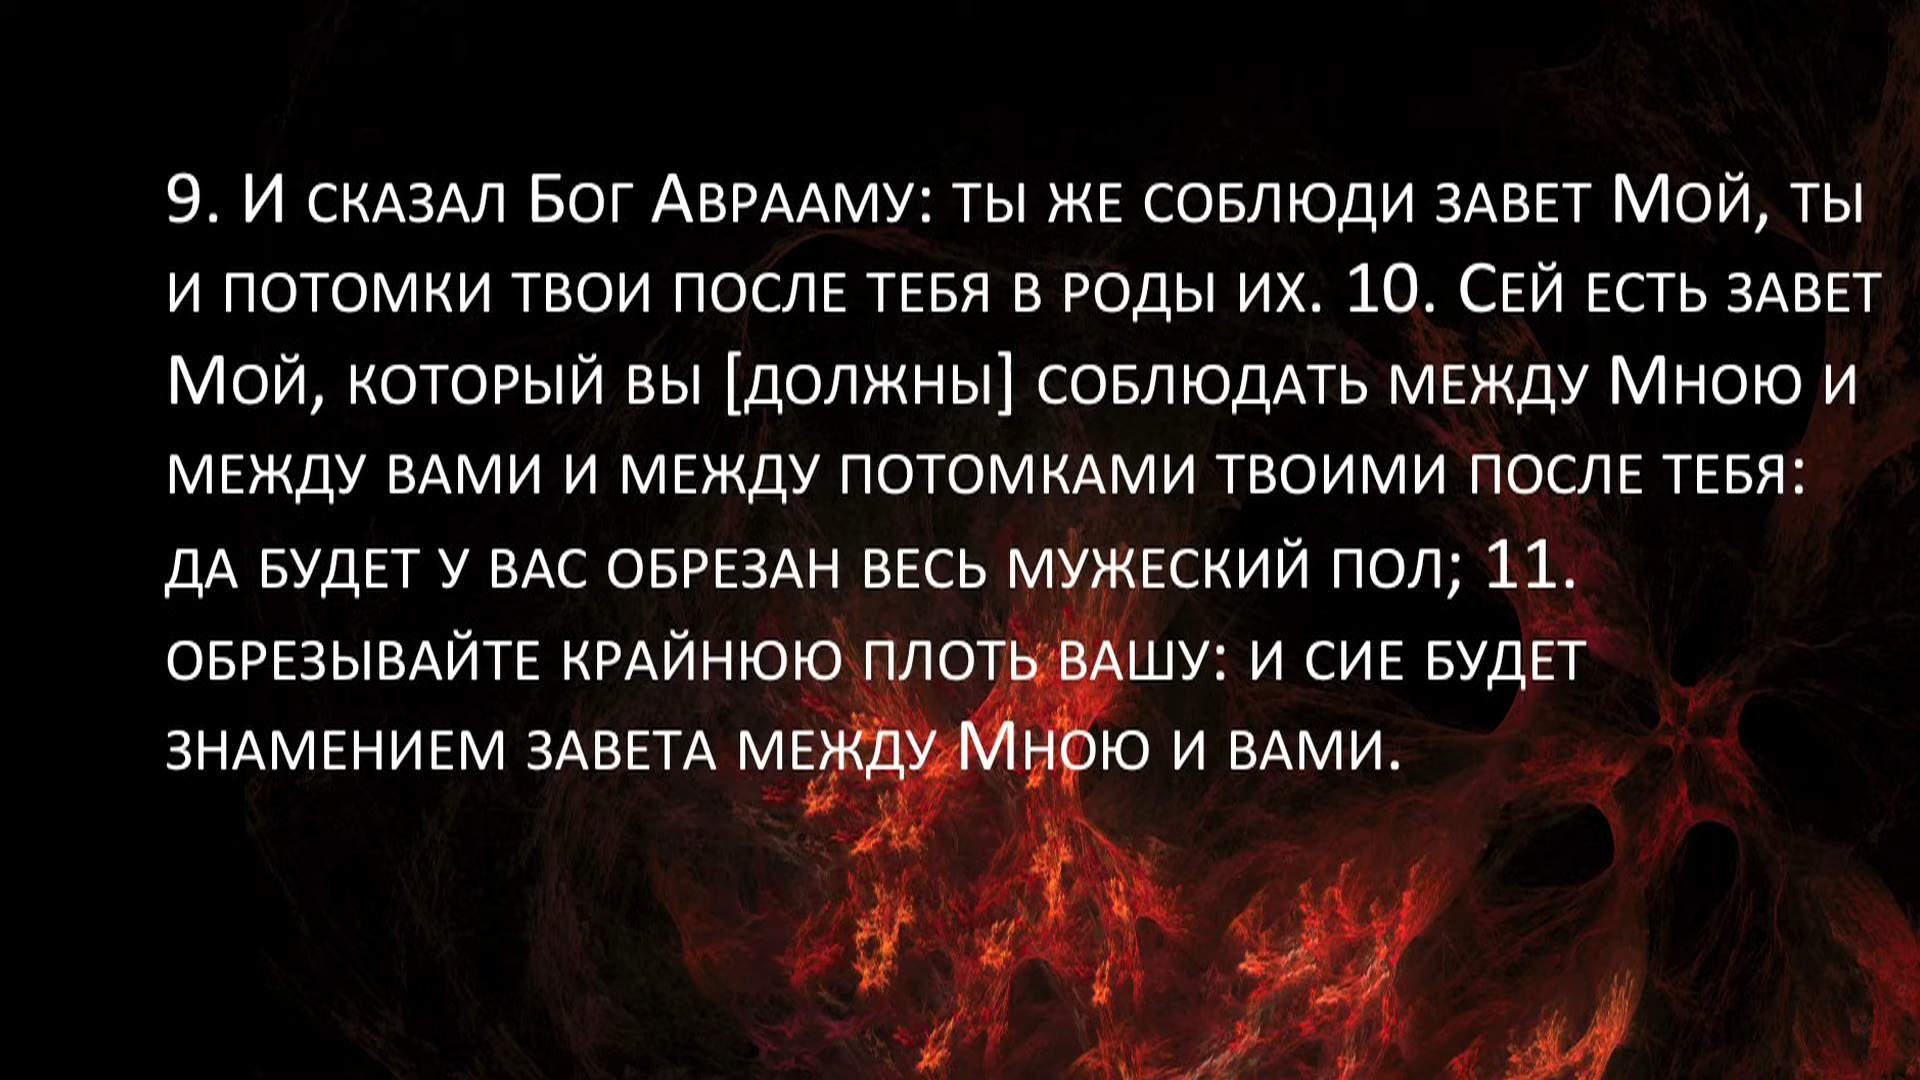 9. И сказал Бог Аврааму: ты же соблюди завет Мой, ты
и потомки твои после тебя в роды их. 10. Сей есть завет
Мой, который вы [должны] соблюдать между Мною и
между вами и между потомками твоими после тебя:
да будет у вас обрезан весь мужеский пол; 11.
обрезывайте крайнюю плоть вашу: и сие будет
знамением завета между Мною и вами.